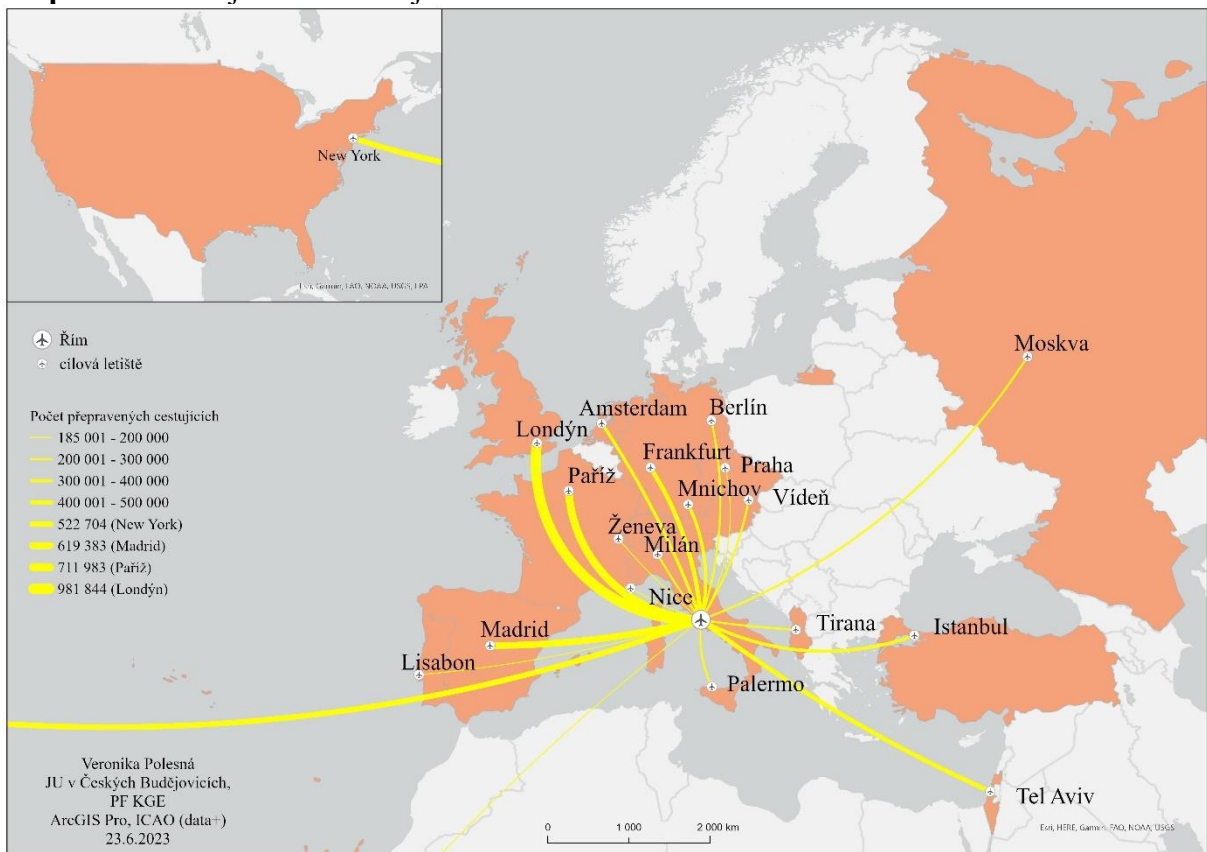 New York
Esri, Garmin, FAO, NOAA, USGS, EPA
Řím
cílová letiště
Počet přepravených cestujících
185 001 - 200 000
200 001 - 300 000
300 001 - 400 000
400 001 - 500 000
522 704 (New York)
619 383 (Madrid)
711 983 (Paříž)
981 844 (Londýn)
Moskva
Amsterdam
Berlín
Londýn
Frankfurt
Praha
Paříž
Mnichov
Vídeň
Ženeva
Milán
Nice
Tirana
Istanbul
Madrid
Lisabon
Palermo
Tel Aviv
Veronika Polesná
JU v Českých Budějovicích,
PF KGE
ArcGIS Pro, ICAO (data+)
23.6.2023
0 1 000 2 000 km
Esri, HERE, Garmin, FAO, NOAA, USGS